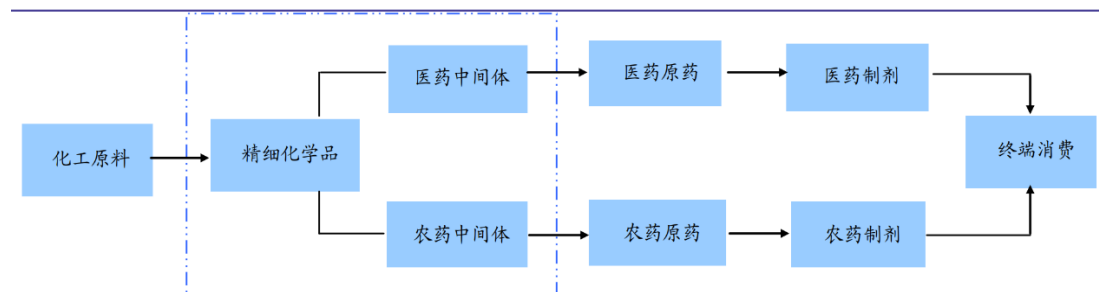 医药中间体
医药原药
医药制剂
化工原料
精细化学品
终端消费
农药中间体
农药原药
农药制剂